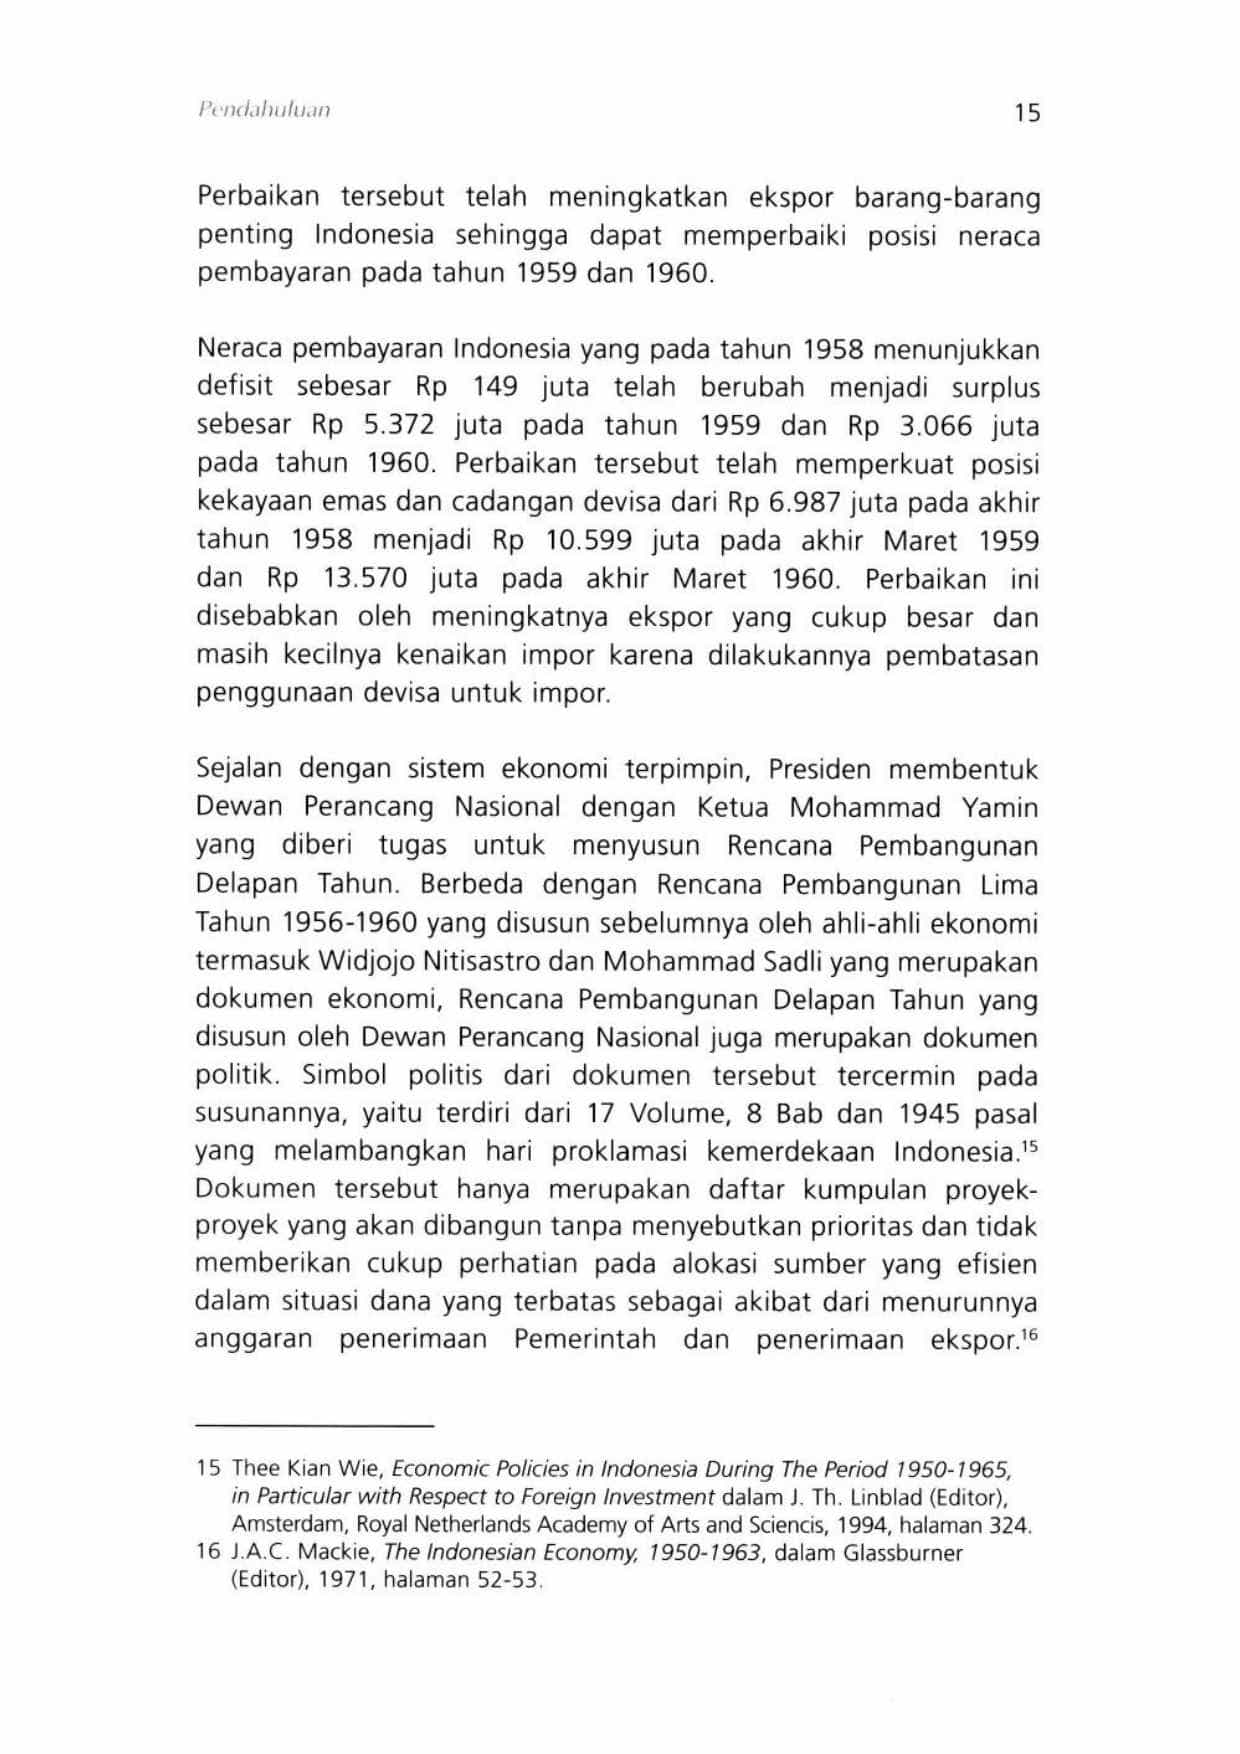 Pendahuluan 15
Perbaikan tersebut telah meningkatkan ekspor barang-barang
penting Indonesia sehingga dapat memperbaiki posisi neraca
pembayaran pada tahun 1959 dan 1960.
Neraca pembayaran Indonesia yang pada tahun 1958 menunjukkan
defisit sebesar Rp 149 juta telah berubah menjadi surplus
sebesar Rp 5.372 juta pada tahun 1959 dan Rp 3.066 juta
pada tahun 1960. Perbaikan tersebut telah memperkuat posisi
kekayaan emas dan cadangan devisa dari Rp 6.987 juta pada akhir
tahun 1958 menjadi Rp 10.599 juta pada akhir Maret 1959
dan Rp 13.570 juta pada akhir Maret 1960. Perbaikan ini
disebabkan oleh meningkatnya ekspor yang cukup besar dan
masih kecilnya kenaikan impor karena dilakukannya pembatasan
penggunaan devisa untuk impor.
Sejalan dengan sistem ekonomi terpimpin, Presiden membentuk
Dewan Perancang Nasional dengan Ketua Mohammad Yamin
yang diberi tugas untuk menyusun Rencana Pembangunan
Delapan Tahun. Berbeda dengan Rencana Pembangunan Lima
Tahun 1956-1960 yang disusun sebelumnya oleh ahli-ahli ekonomi
termasuk Widjojo Nitisastro dan Mohammad Sadli yang merupakan
dokumen ekonomi, Rencana Pembangunan Delapan Tahun yang
disusun oleh Dewan Perancang Nasional juga merupakan dokumen
politik. Simbol politis dari dokumen tersebut tercermin pada
susunannya, yaitu terdiri dari 17 Volume, 8 Bab dan 1945 pasal
yang melambangkan hari proklamasi kemerdekaan Indonesia.¹⁵
Dokumen tersebut hanya merupakan daftar kumpulan proyek-
proyek yang akan dibangun tanpa menyebutkan prioritas dan tidak
memberikan cukup perhatian pada alokasi sumber yang efisien
dalam situasi dana yang terbatas sebagai akibat dari menurunnya
anggaran penerimaan Pemerintah dan penerimaan ekspor.¹⁶
15 Thee Kian Wie, Economic Policies in Indonesia During The Period 1950-1965,
in Particular with Respect to Foreign Investment dalam J. Th. Linblad (Editor),
Amsterdam, Royal Netherlands Academy of Arts and Sciencis, 1994, halaman 324.
16 J.A.C. Mackie, The Indonesian Economy, 1950-1963, dalam Glassburner
(Editor), 1971, halaman 52-53.